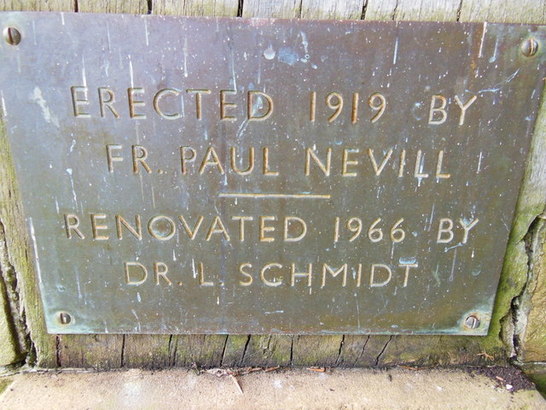 ERECTED 1919 BY
FR. PAUL NEVILL
RENOVATED 1966 BY
DR. L. SCHMIDT